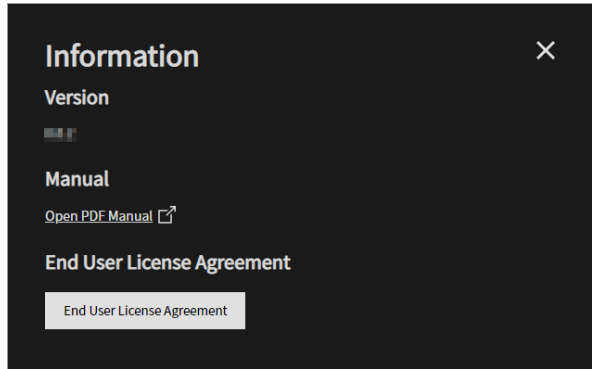 Information
Version
Manual
Open PDF Manual
End User License Agreement
End User License Agreement